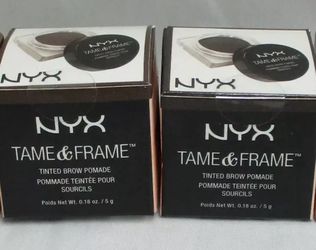 NYX
NYX
NYX
TAME & FRAME™
TINTED BROW POMADE
POMMADE TEINTÉE POUR
SOURCILS
Poids Net Wt. 0.18 oz. / 5 g
NYX
TAME & FRAME™
TINTED BROW POMADE
POMMADE TEINTÉE POUR
SOURCILS
Poids Net Wt. 0.18 oz. / 5 g